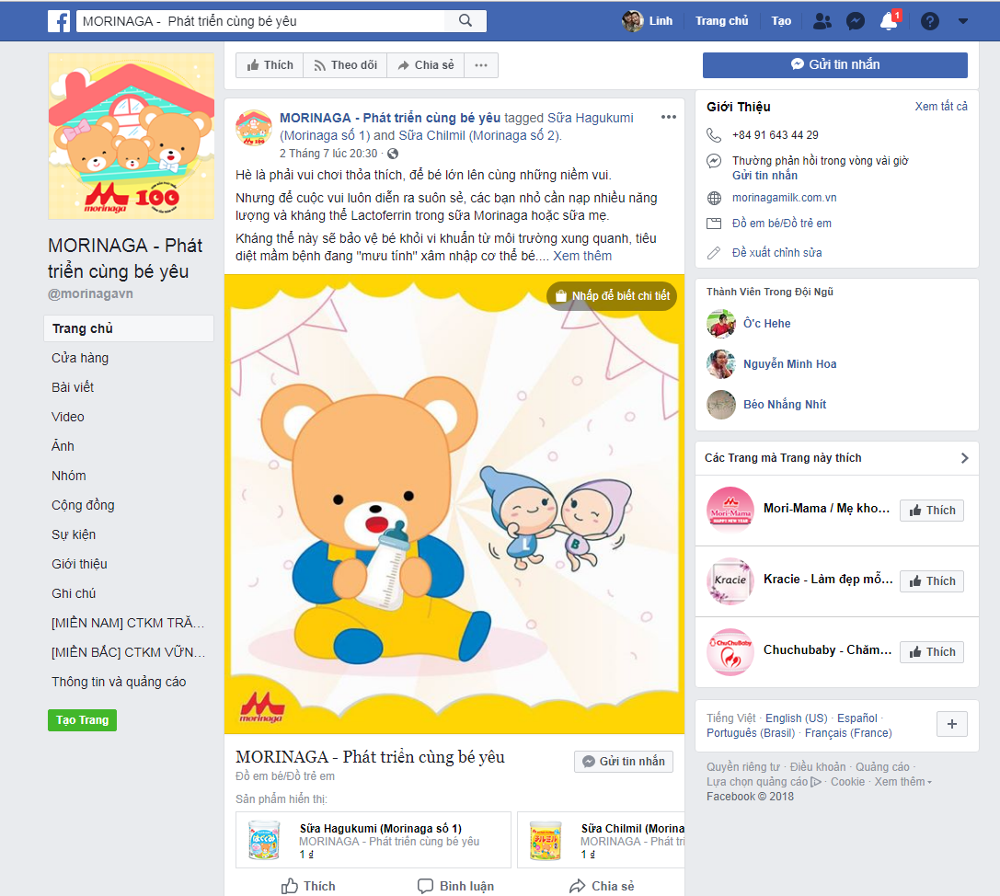 MORINAGA - Phát triển cùng bé yêu
Linh
Trang chủ
Tạo
1
morinaga
100
MORINAGA - Phát
triển cùng bé yêu
@morinagavn
Trang chủ
Cửa hàng
Bài viết
Video
Ảnh
Nhóm
Cộng đồng
Sự kiện
Giới thiệu
Ghi chú
[MIỀN NAM] CTKM TRĂ...
[MIỀN BẮC] CTKM VỮN...
Thông tin và quảng cáo
Tạo Trang
Thích
Theo dõi
Chia sẻ
MORINAGA - Phát triển cùng bé yêu tagged Sữa Hagukumi
(Morinaga số 1) and Sữa Chilmil (Morinaga số 2).
2 Tháng 7 lúc 20:30 ·
Hè là phải vui chơi thỏa thích, để bé lớn lên cùng những niềm vui.
Nhưng để cuộc vui luôn diễn ra suôn sẻ, các bạn nhỏ cần nạp nhiều năng
lượng và kháng thể Lactoferrin trong sữa Morinaga hoặc sữa mẹ.
Kháng thể này sẽ bảo vệ bé khỏi vi khuẩn từ môi trường xung quanh, tiêu
diệt mầm bệnh đang "mưu tính" xâm nhập cơ thể bé.... Xem thêm
Nhấp để biết chi tiết
L
B
morinaga
MORINAGA - Phát triển cùng bé yêu
Đồ em bé/Đồ trẻ em
Gửi tin nhắn
Sản phẩm hiển thị:
はぐくみ
Sữa Hagukumi (Morinaga số 1)
MORINAGA - Phát triển cùng bé yêu
1 ₫
チルミル
Sữa Chilmil (Morina
MORINAGA - Phát tri
1 ₫
Thích
Bình luận
Chia sẻ
Gửi tin nhắn
Giới Thiệu
Xem tất cả
+84 91 643 44 29
Thường phản hồi trong vòng vài giờ
Gửi tin nhắn
morinagamilk.com.vn
Đồ em bé/Đồ trẻ em
Đề xuất chỉnh sửa
Thành Viên Trong Đội Ngũ
Ố'c Hehe
Nguyễn Minh Hoa
Béo Nhắng Nhít
Các Trang mà Trang này thích
Mori-Mama
HAPPY NEW YEAR
Mori-Mama / Mẹ kho...
Thích
Kracie
Kracie - Làm đẹp mỗ...
Thích
ChuChuBaby
Chuchubaby - Chăm...
Thích
Tiếng Việt · English (US) · Español ·
Português (Brasil) · Français (France)
Quyền riêng tư · Điều khoản · Quảng cáo ·
Lựa chọn quảng cáo · Cookie · Xem thêm
Facebook © 2018